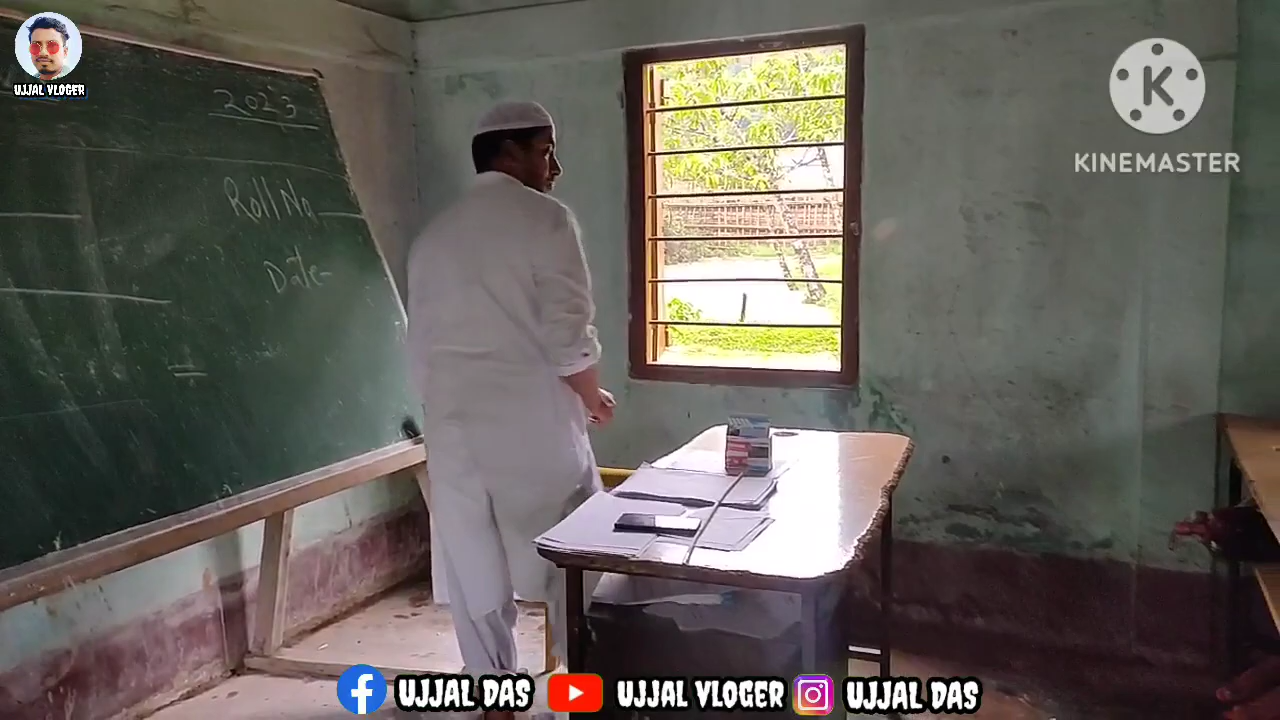 UJJAL VLOGER
2023
Roll No
Date-
KINEMASTER
UJJAL DAS
UJJAL VLOGER
UJJAL DAS